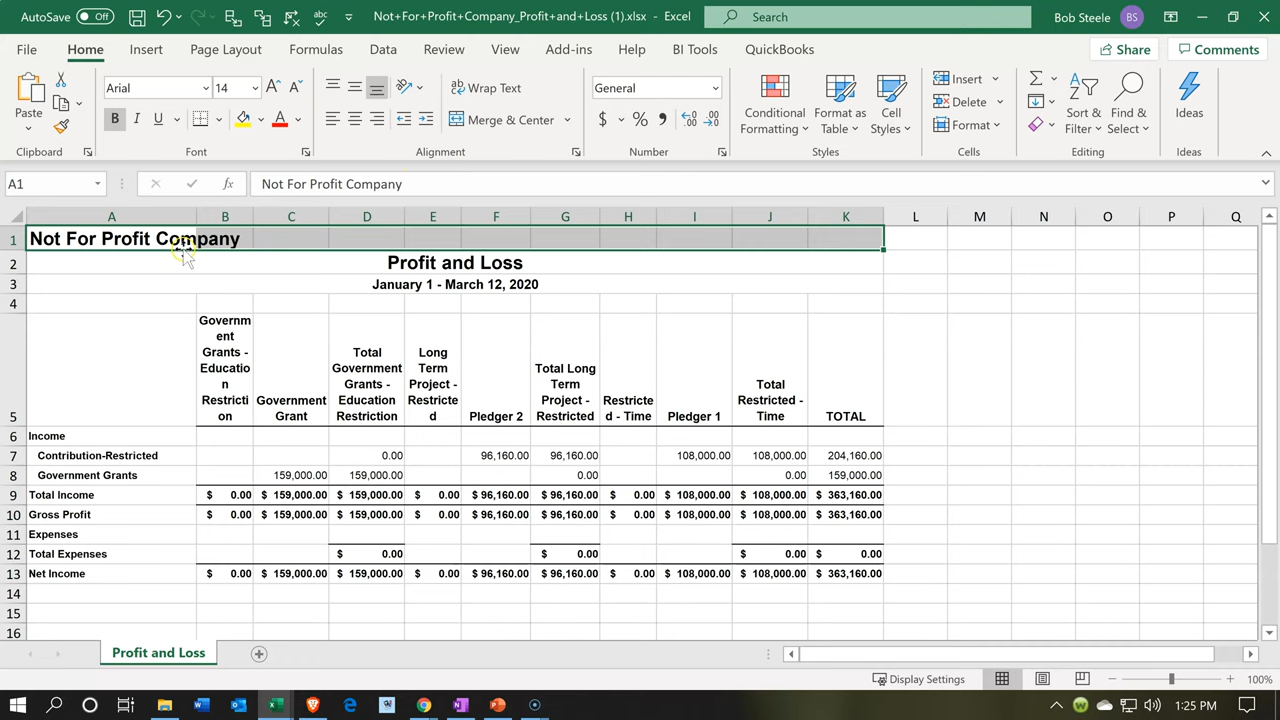 AutoSave Off Not+For+Profit+Company_Profit+and+Loss (1).xlsx - Excel Search Bob Steele BS
File Home Insert Page Layout Formulas Data Review View Add-ins Help BI Tools QuickBooks Share Comments
Paste Arial 14 Wrap Text General Conditional Formatting Format as Table Cell Styles Insert Sort & Filter Find & Select Ideas
B I U Merge & Center $ % Delete
Format
Clipboard Font Alignment Number Styles Cells Editing Ideas
A1 fx Not For Profit Company
A B C D E F G H I J K L M N O P Q
1 Not For Profit Company
2 Profit and Loss
3 January 1 - March 12, 2020
4
5 Governm
ent
Grants -
Educatio
n
Restricti
on
Government
Grant
Total
Government
Grants -
Education
Restriction
Long
Term
Project -
Restricte
d
Pledger 2
Total Long
Term
Project -
Restricted
Restricte
d - Time
Pledger 1
Total
Restricted -
Time
TOTAL
6 Income
7 Contribution-Restricted 0.00 96,160.00 96,160.00 108,000.00 108,000.00 204,160.00
8 Government Grants 159,000.00 159,000.00 0.00 0.00 159,000.00
9 Total Income $ 0.00 $ 159,000.00 $ 159,000.00 $ 0.00 $ 96,160.00 $ 96,160.00 $ 0.00 $ 108,000.00 $ 108,000.00 $ 363,160.00
10 Gross Profit $ 0.00 $ 159,000.00 $ 159,000.00 $ 0.00 $ 96,160.00 $ 96,160.00 $ 0.00 $ 108,000.00 $ 108,000.00 $ 363,160.00
11 Expenses
12 Total Expenses $ 0.00 $ 0.00 $ 0.00 $ 0.00
13 Net Income $ 0.00 $ 159,000.00 $ 159,000.00 $ 0.00 $ 96,160.00 $ 96,160.00 $ 0.00 $ 108,000.00 $ 108,000.00 $ 363,160.00
14
15
16
Profit and Loss
Display Settings 100%
1:25 PM